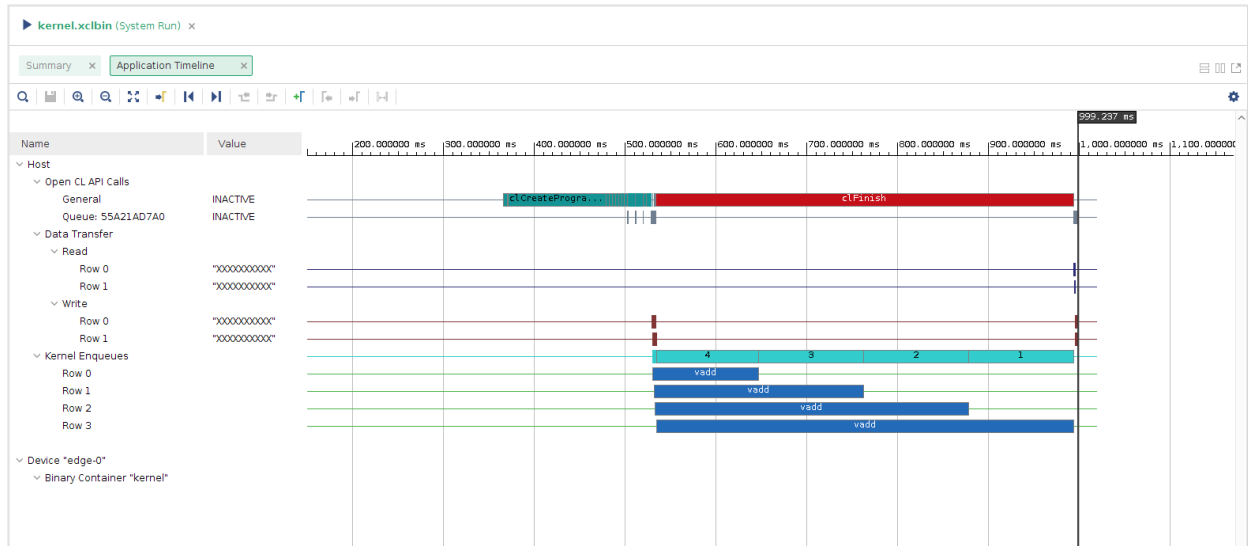 kernel.xclbin (System Run) ×
Summary × Application Timeline ×
999.237 ms
Name Value 200.000000 ms 300.000000 ms 400.000000 ms 500.000000 ms 600.000000 ms 700.000000 ms 800.000000 ms 900.000000 ms 1,000.000000 ms 1,100.000000
Host
Open CL API Calls
General INACTIVE clCreateProgra... clFinish
Queue: 55A21AD7A0 INACTIVE
Data Transfer
Read
Row 0 "XXXXXXXXXX"
Row 1 "XXXXXXXXXX"
Write
Row 0 "XXXXXXXXXX"
Row 1 "XXXXXXXXXX"
Kernel Enqueues 4 3 2 1
Row 0 vadd
Row 1 vadd
Row 2 vadd
Row 3 vadd
Device "edge-0"
Binary Container "kernel"